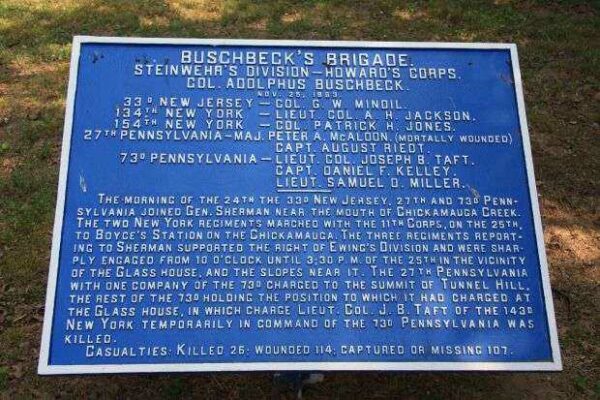 BUSCHBECK'S BRIGADE.
STEINWEHR'S DIVISION—HOWARD'S CORPS.
COL. ADOLPHUS BUSCHBECK.
NOV. 25, 1863.
33D NEW JERSEY — COL. G. W. MINDIL.
134TH NEW YORK — LIEUT. COL. A. H. JACKSON.
154TH NEW YORK — COL. PATRICK H. JONES.
27TH PENNSYLVANIA—MAJ. PETER A. MCALOON. (MORTALLY WOUNDED)
CAPT. AUGUST RIEDT.
73D PENNSYLVANIA—LIEUT. COL. JOSEPH B. TAFT.
CAPT. DANIEL F. KELLEY.
LIEUT. SAMUEL D. MILLER.
THE MORNING OF THE 24TH THE 33D NEW JERSEY, 27TH AND 73D PENN-
SYLVANIA JOINED GEN. SHERMAN NEAR THE MOUTH OF CHICKAMAUGA CREEK.
THE TWO NEW YORK REGIMENTS MARCHED WITH THE 11TH CORPS, ON THE 25TH,
TO BOYCE'S STATION ON THE CHICKAMAUGA. THE THREE REGIMENTS REPORT-
ING TO SHERMAN SUPPORTED THE RIGHT OF EWING'S DIVISION AND WERE SHAR-
PLY ENGAGED FROM 10 O'CLOCK UNTIL 3;30 P.M. OF THE 25TH IN THE VICINITY
OF THE GLASS HOUSE, AND THE SLOPES NEAR IT. THE 27TH PENNSYLVANIA
WITH ONE COMPANY OF THE 73D CHARGED TO THE SUMMIT OF TUNNEL HILL,
THE REST OF THE 73D HOLDING THE POSITION TO WHICH IT HAD CHARGED AT
THE GLASS HOUSE, IN WHICH CHARGE LIEUT. COL. J. B. TAFT OF THE 143D
NEW YORK TEMPORARILY IN COMMAND OF THE 73D PENNSYLVANIA WAS
KILLED.
CASUALTIES: KILLED 26; WOUNDED 114; CAPTURED OR MISSING 107.